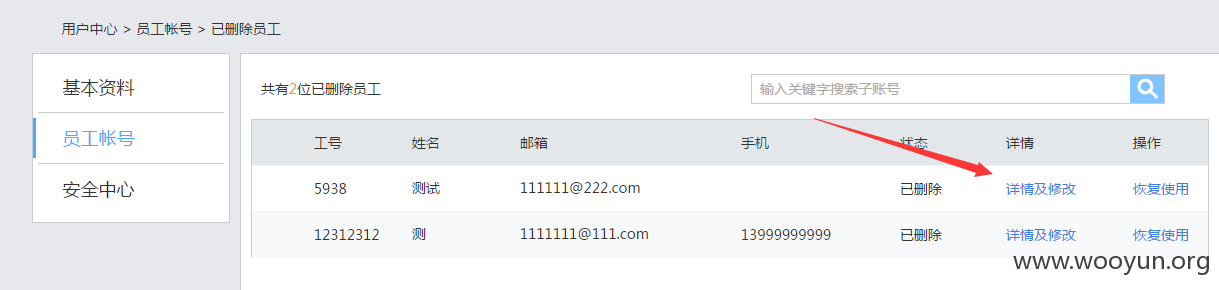 用户中心 > 员工帐号 > 已删除员工
基本资料
员工帐号
安全中心
共有2位已删除员工
输入关键字搜索子账号
工号 姓名 邮箱 手机 状态 详情 操作
5938 测试 111111@222.com 已删除 详情及修改 恢复使用
12312312 测 1111111@111.com 13999999999 已删除 详情及修改 恢复使用
www.wooyun.org